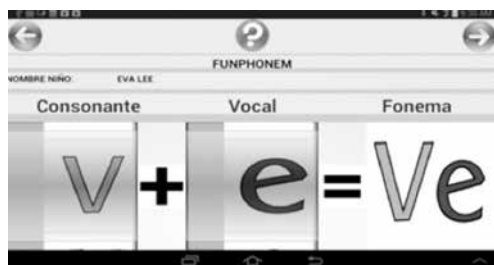 ?
FUNPHONEM
NOMBRE NIÑO: EVA LEE
Consonante Vocal Fonema
v + e = Ve